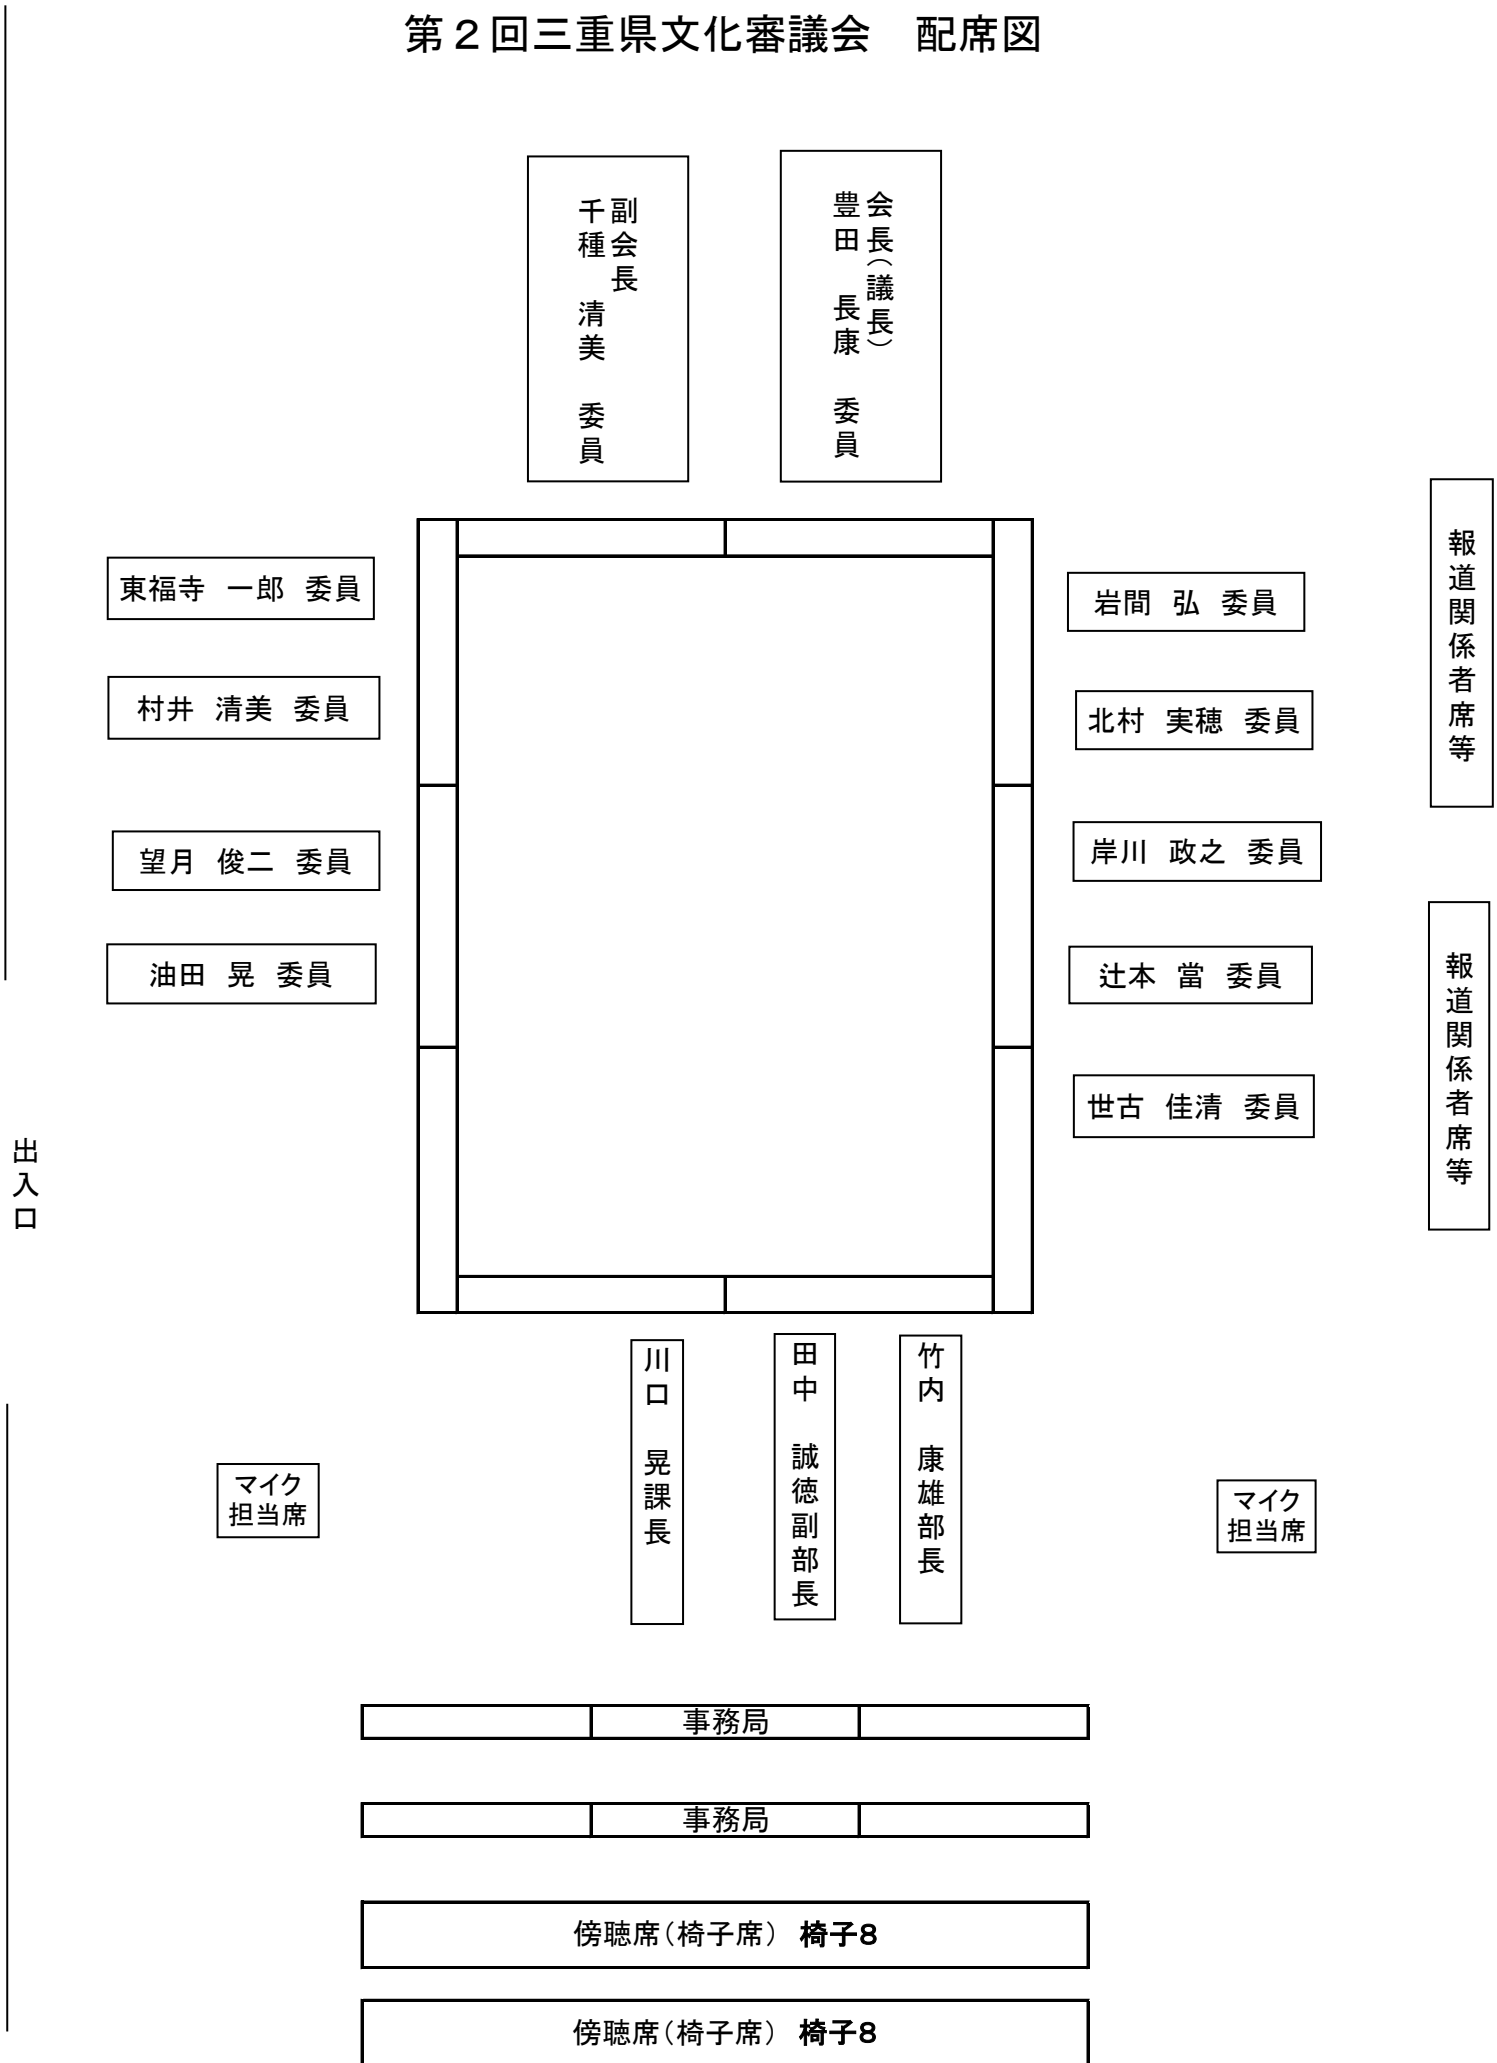 第２回三重県文化審議会　配席図
会長（議長）
豊田　長康　委員
副会長
千種　清美　委員
東福寺　一郎　委員
村井　清美　委員
望月　俊二　委員
油田　晃　委員
岩間　弘　委員
北村　実穂　委員
岸川　政之　委員
辻本　當　委員
世古　佳清　委員
報道関係者席等
報道関係者席等
出入口
川口　晃課長
田中　誠徳副部長
竹内　康雄部長
マイク
担当席
マイク
担当席
事務局
事務局
傍聴席（椅子席）　椅子８
傍聴席（椅子席）　椅子８